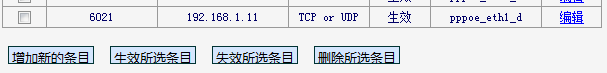 6021 192.168.1.11 TCP or UDP 生效 pppoe_eth1_d 编辑
增加新的条目 生效所选条目 失效所选条目 删除所选条目